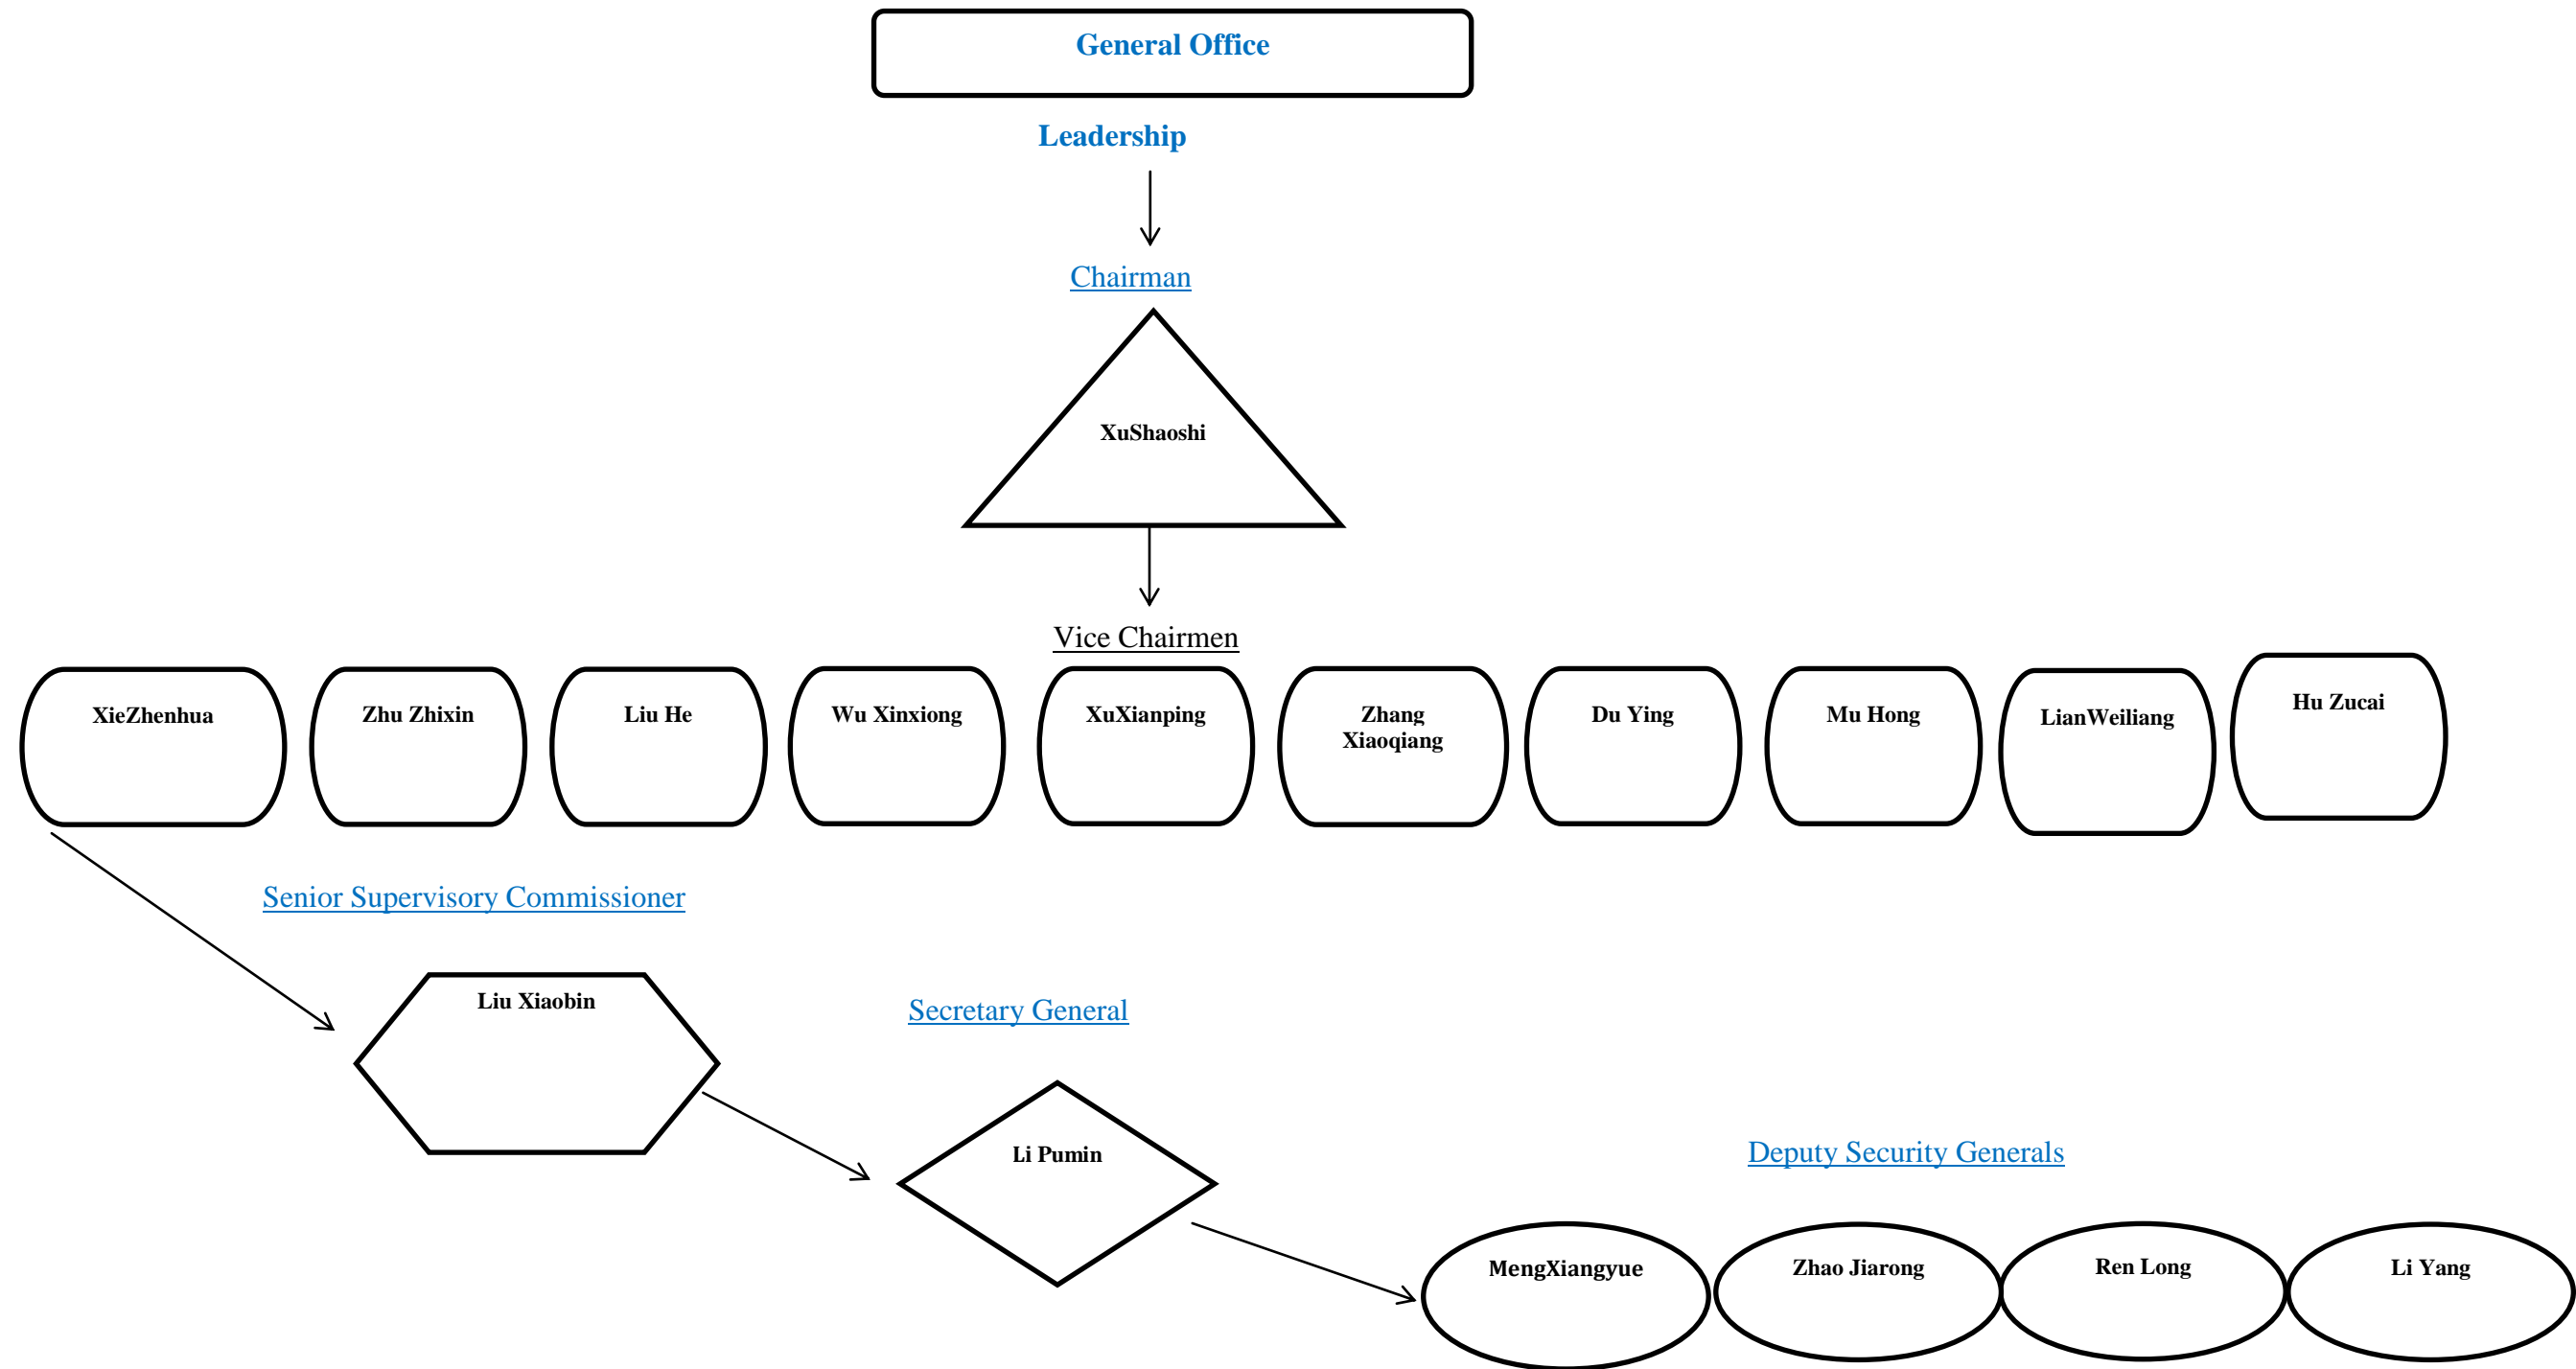 General Office
Leadership
Chairman
XuShaoshi
Vice Chairmen
XieZhenhua
Zhu Zhixin
Liu He
Wu Xinxiong
XuXianping
Zhang
Xiaoqiang
Du Ying
Mu Hong
LianWeiliang
Hu Zucai
Senior Supervisory Commissioner
Liu Xiaobin
Secretary General
Li Pumin
Deputy Security Generals
MengXiangyue
Zhao Jiarong
Ren Long
Li Yang